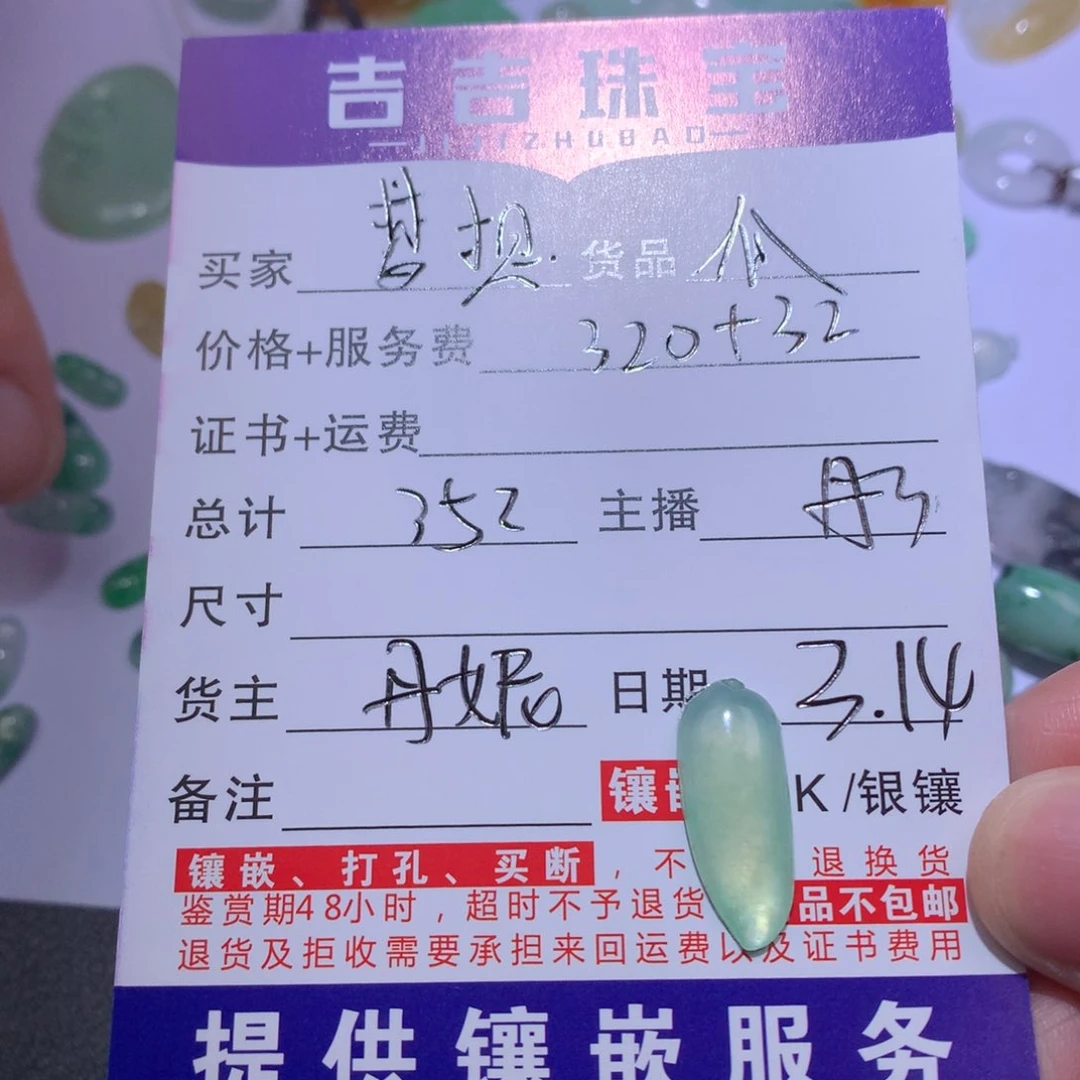 吉吉珠宝
JIJIZHUBAO
买家 货品
价格+服务费 320+32
证书+运费
总计 352 主播 丹
尺寸
货主 丹妮 日期 3.14
备注 镶 K /银镶
镶嵌、打孔、买断，不 退换货
鉴赏期48小时，超时不予退货 品不包邮
退货及拒收需要承担来回运费以及证书费用
提供镶嵌服务